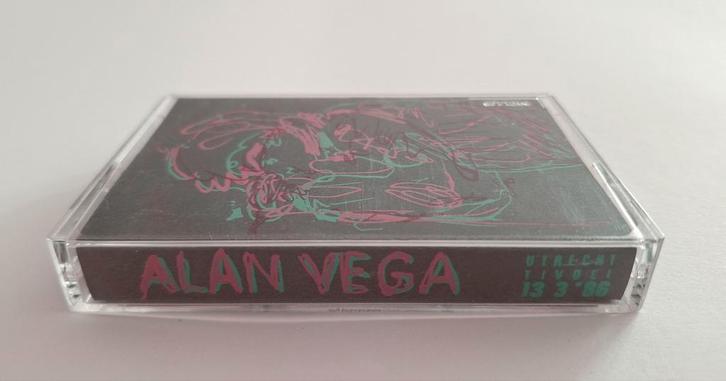 ALAN VEGA
UTRECHT
TIVOLI
13 3 '86